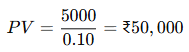 PV = 5000 / 0.10 = ₹50,000